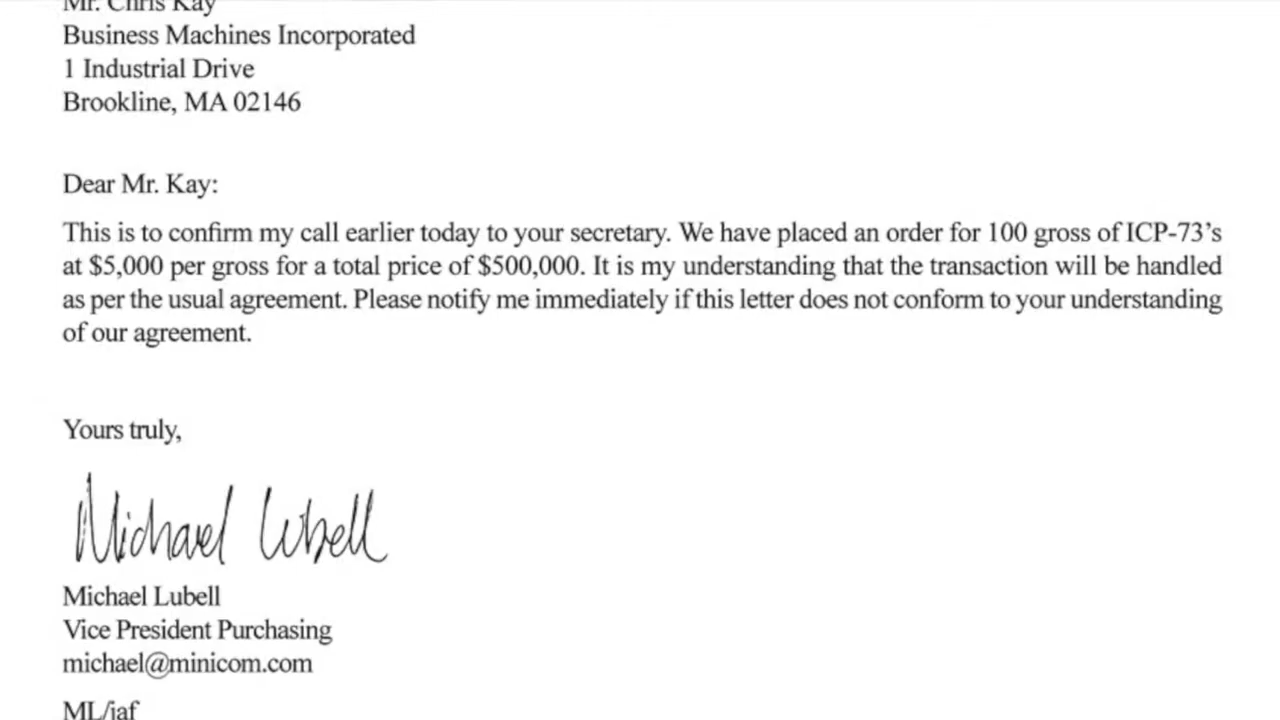 Mr. Chris Kay
Business Machines Incorporated
1 Industrial Drive
Brookline, MA 02146
Dear Mr. Kay:
This is to confirm my call earlier today to your secretary. We have placed an order for 100 gross of ICP-73’s
at $5,000 per gross for a total price of $500,000. It is my understanding that the transaction will be handled
as per the usual agreement. Please notify me immediately if this letter does not conform to your understanding
of our agreement.
Yours truly,
Michael Lubell
Michael Lubell
Vice President Purchasing
michael@minicom.com
ML/jaf